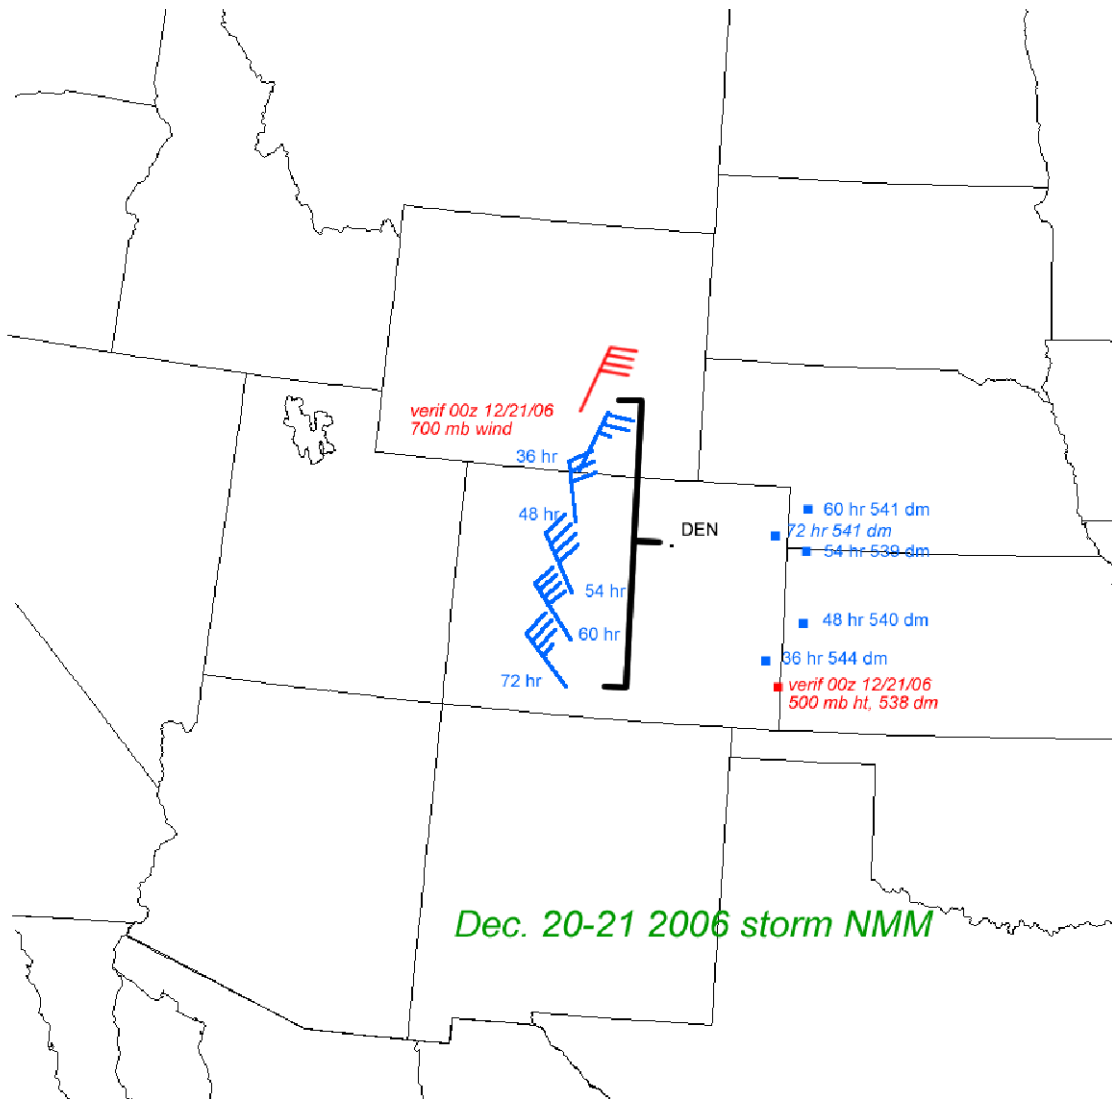 verif 00z 12/21/06
700 mb wind
36 hr
48 hr
54 hr
60 hr
72 hr
DEN
60 hr 541 dm
72 hr 541 dm
54 hr 539 dm
48 hr 540 dm
36 hr 544 dm
verif 00z 12/21/06
500 mb ht, 538 dm
Dec. 20-21 2006 storm NMM